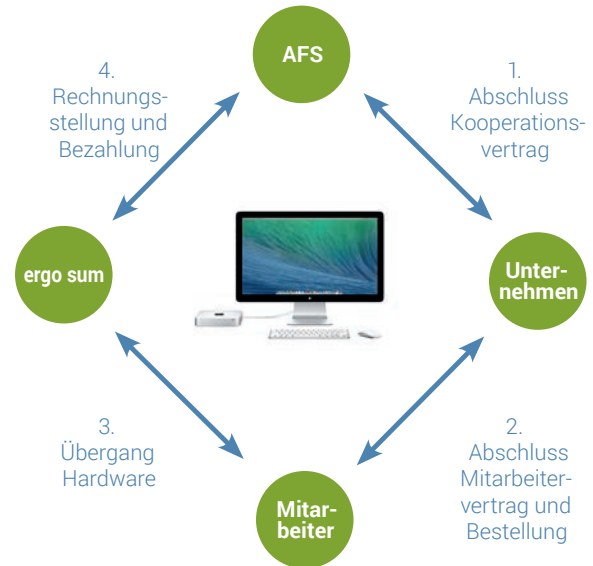 AFS
1.
Abschluss
Kooperations-
vertrag
Unter-
nehmen
2.
Abschluss
Mitarbeiter-
vertrag und
Bestellung
Mitar-
beiter
3.
Übergang
Hardware
ergo sum
4.
Rechnungs-
stellung und
Bezahlung